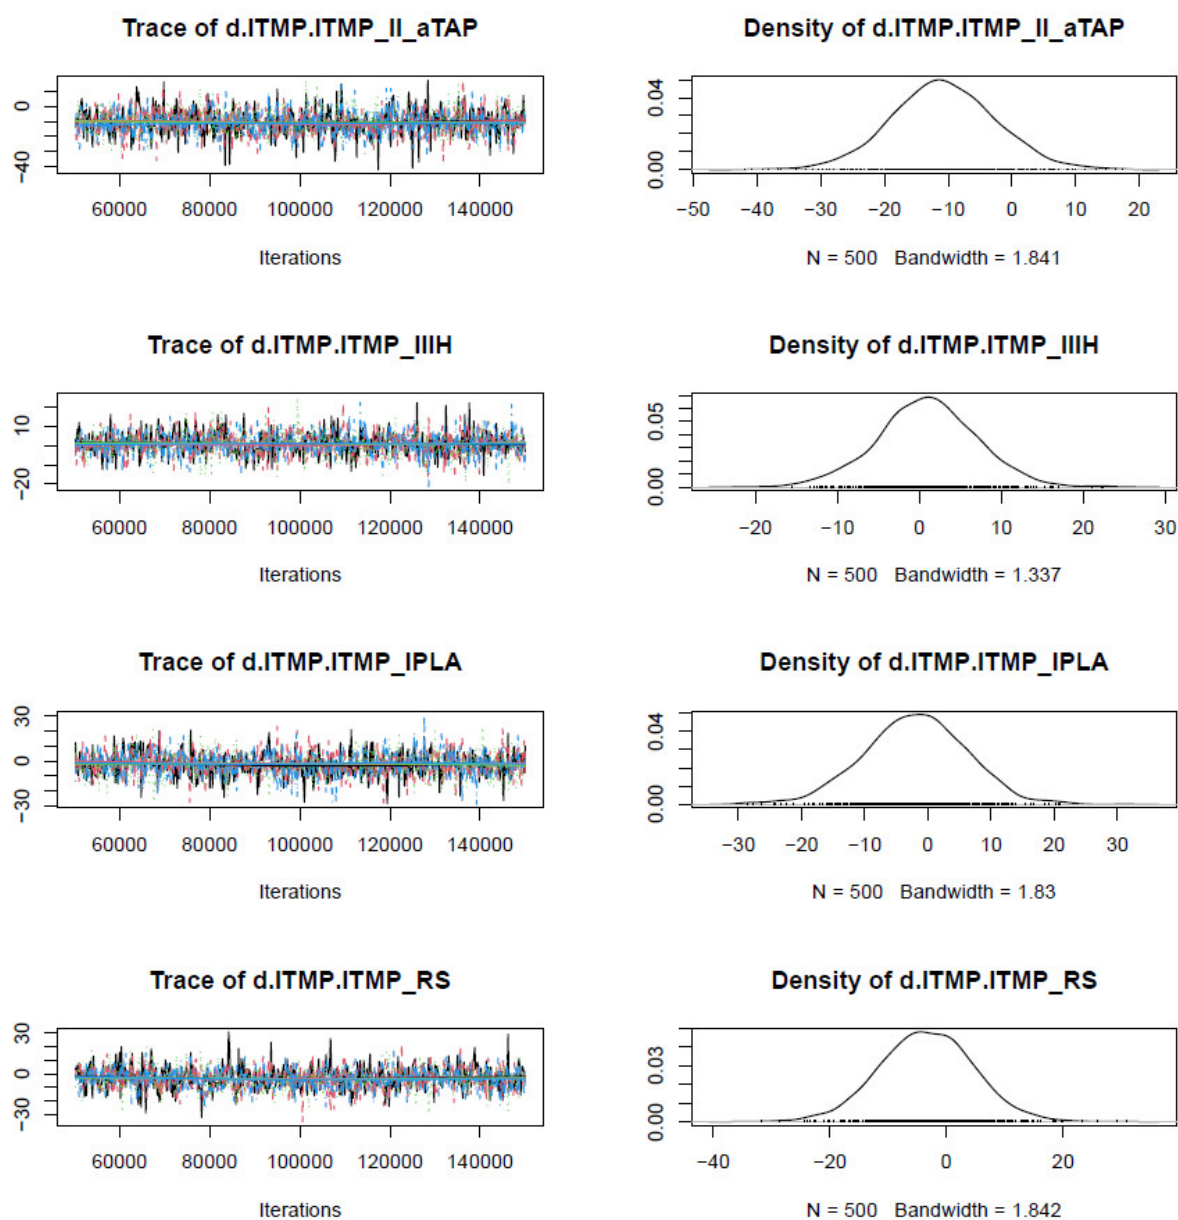 Trace of d.ITMP.ITMP_II_aTAP
0
−40
60000 80000 100000 120000 140000
Iterations
Density of d.ITMP.ITMP_II_aTAP
0.04
0.00
−50 −40 −30 −20 −10 0 10 20
N = 500 Bandwidth = 1.841
Trace of d.ITMP.ITMP_IIIH
10
−20
60000 80000 100000 120000 140000
Iterations
Density of d.ITMP.ITMP_IIIH
0.05
0.00
−20 −10 0 10 20 30
N = 500 Bandwidth = 1.337
Trace of d.ITMP.ITMP_IPLA
30
0
−30
60000 80000 100000 120000 140000
Iterations
Density of d.ITMP.ITMP_IPLA
0.04
0.00
−30 −20 −10 0 10 20 30
N = 500 Bandwidth = 1.83
Trace of d.ITMP.ITMP_RS
30
0
−30
60000 80000 100000 120000 140000
Iterations
Density of d.ITMP.ITMP_RS
0.03
0.00
−40 −20 0 20
N = 500 Bandwidth = 1.842